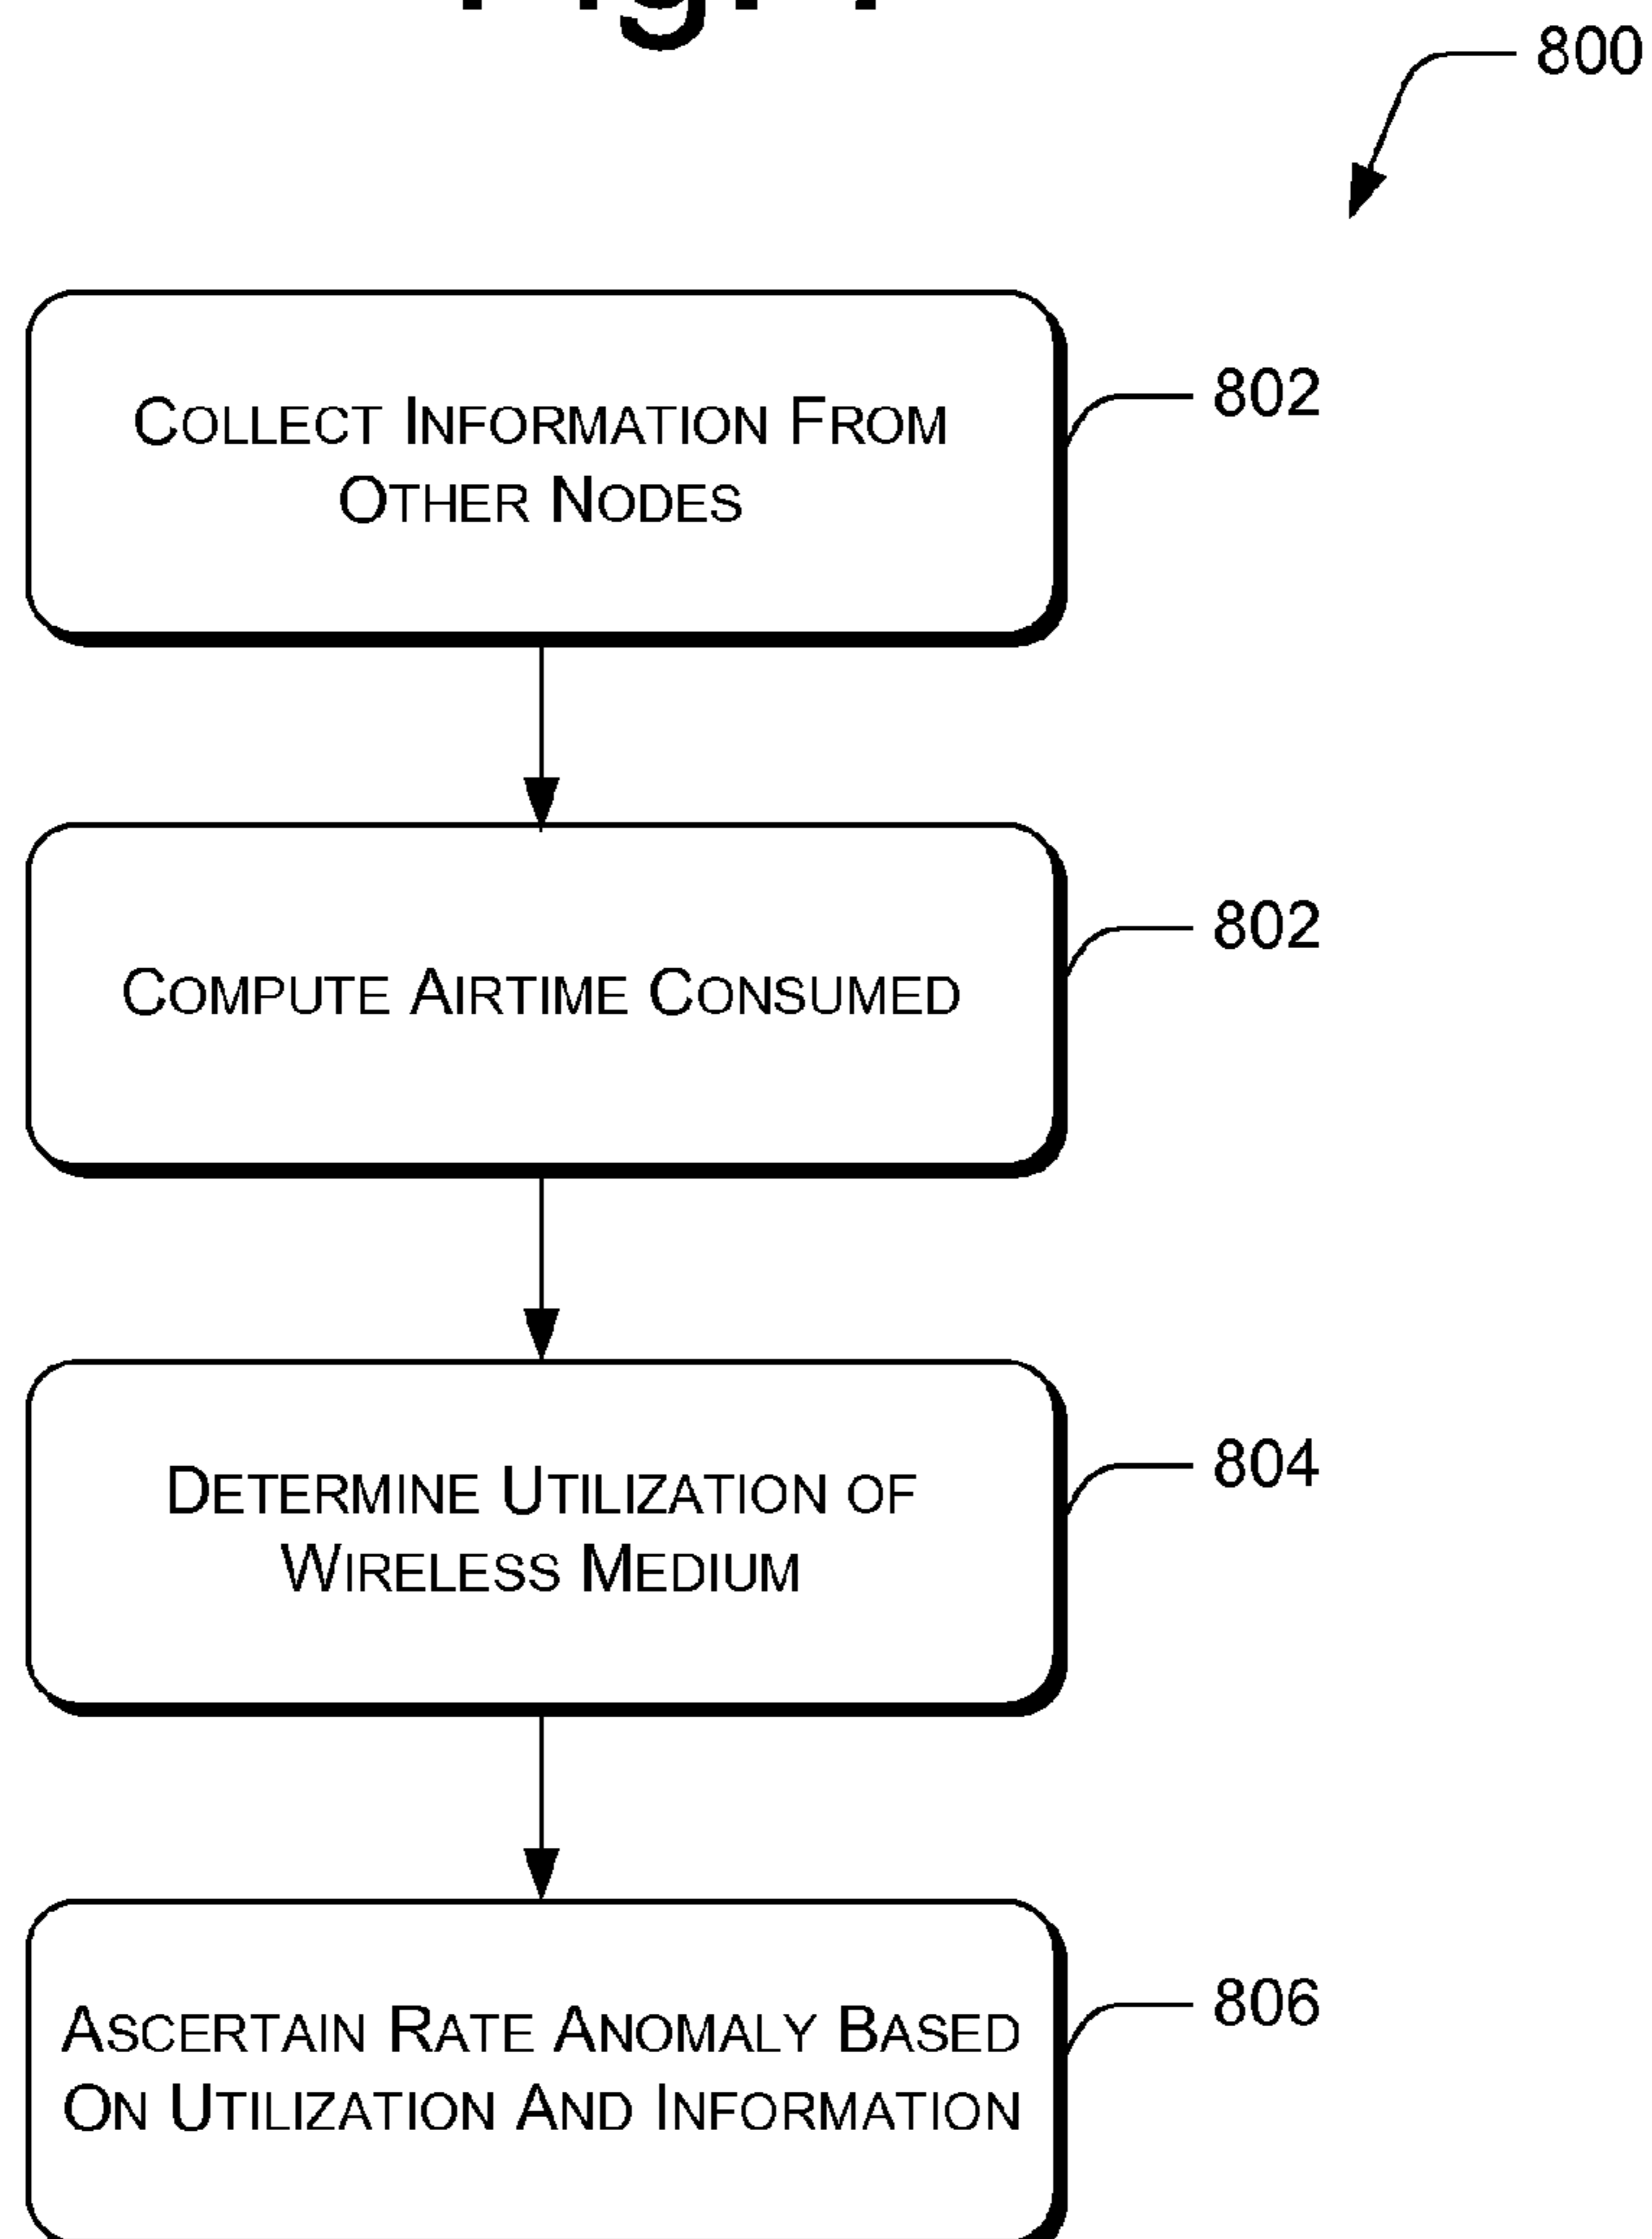 800
COLLECT INFORMATION FROM
OTHER NODES
802
COMPUTE AIRTIME CONSUMED
802
DETERMINE UTILIZATION OF
WIRELESS MEDIUM
804
ASCERTAIN RATE ANOMALY BASED
ON UTILIZATION AND INFORMATION
806